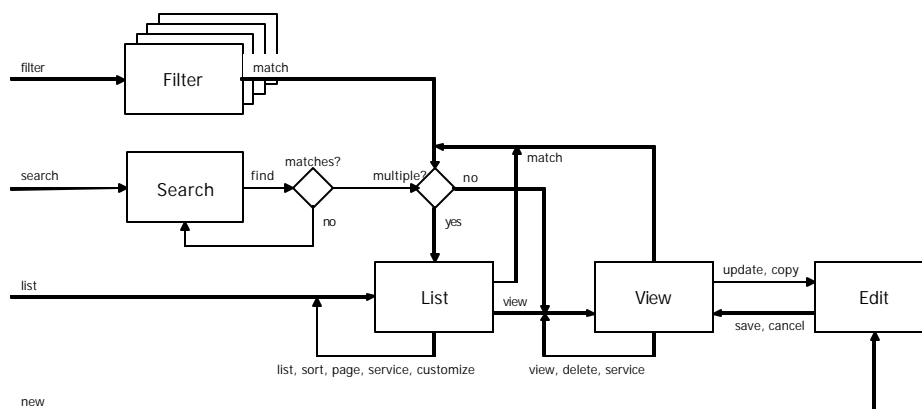 filter
Filter
match
matches?
match
search
Search
find
multiple?
no
no
yes
list
List
view
View
update, copy
Edit
save, cancel
list, sort, page, service, customize
view, delete, service
new